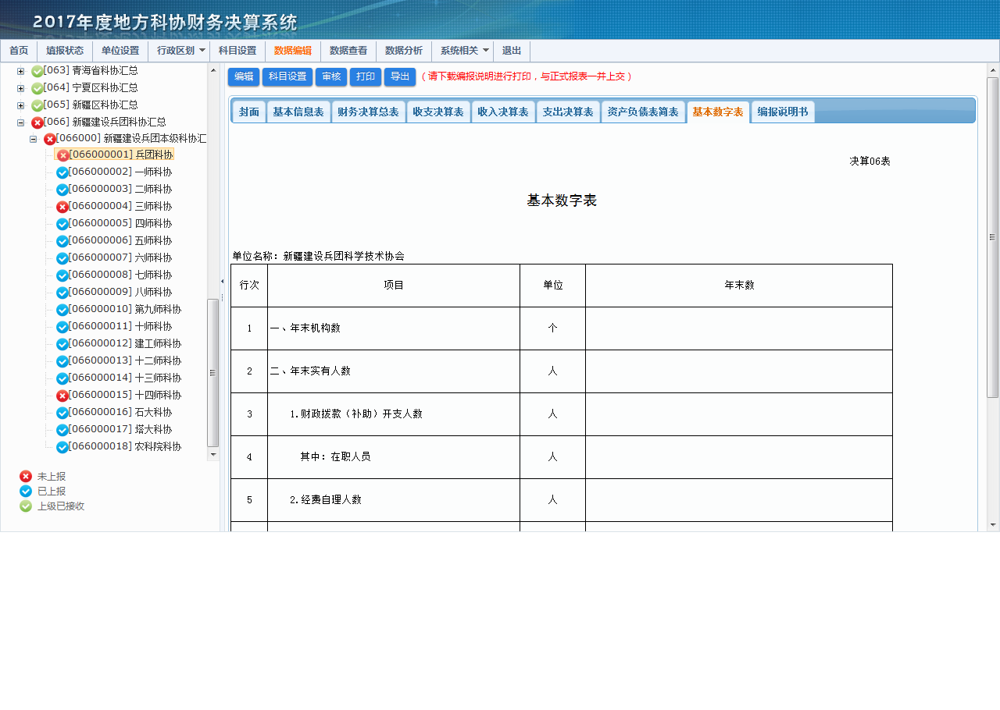 2017年度地方科协财务决算系统
首页 填报状态 单位设置 行政区划 科目设置 数据编辑 数据查看 数据分析 系统相关 退出
[063] 青海省科协汇总
[064] 宁夏区科协汇总
[065] 新疆区科协汇总
[066] 新疆建设兵团科协汇总
[066000] 新疆建设兵团本级科协汇
[066000001] 兵团科协
[066000002] 一师科协
[066000003] 二师科协
[066000004] 三师科协
[066000005] 四师科协
[066000006] 五师科协
[066000007] 六师科协
[066000008] 七师科协
[066000009] 八师科协
[066000010] 第九师科协
[066000011] 十师科协
[066000012] 建工师科协
[066000013] 十二师科协
[066000014] 十三师科协
[066000015] 十四师科协
[066000016] 石大科协
[066000017] 塔大科协
[066000018] 农科院科协
未上报
已上报
上级已接收
编辑 科目设置 审核 打印 导出 (请下载编报说明进行打印，与正式报表一并上交)
封面 基本信息表 财务决算总表 收支决算表 收入决算表 支出决算表 资产负债表简表 基本数字表 编报说明书
决算06表
基本数字表
单位名称：新疆建设兵团科学技术协会
行次 项目 单位 年末数
1 一、年末机构数 个
2 二、年末实有人数 人
3 1.财政拨款（补助）开支人数 人
4 其中：在职人员 人
5 2.经费自理人数 人